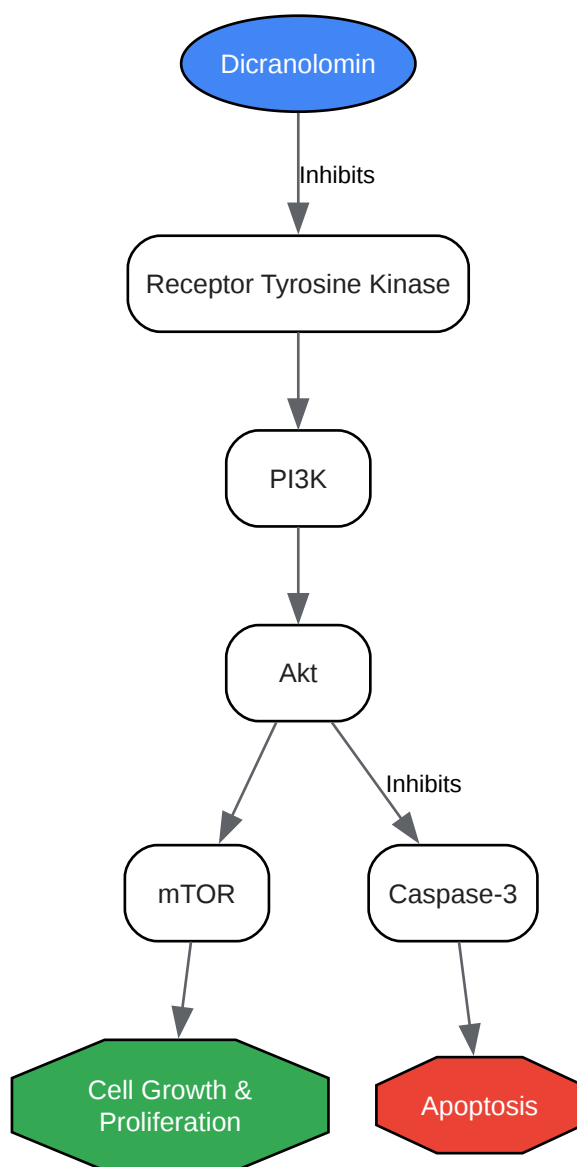 Dicranolomin
Inhibits
Receptor Tyrosine Kinase
PI3K
Akt
Inhibits
mTOR
Caspase-3
Cell Growth &
Proliferation
Apoptosis